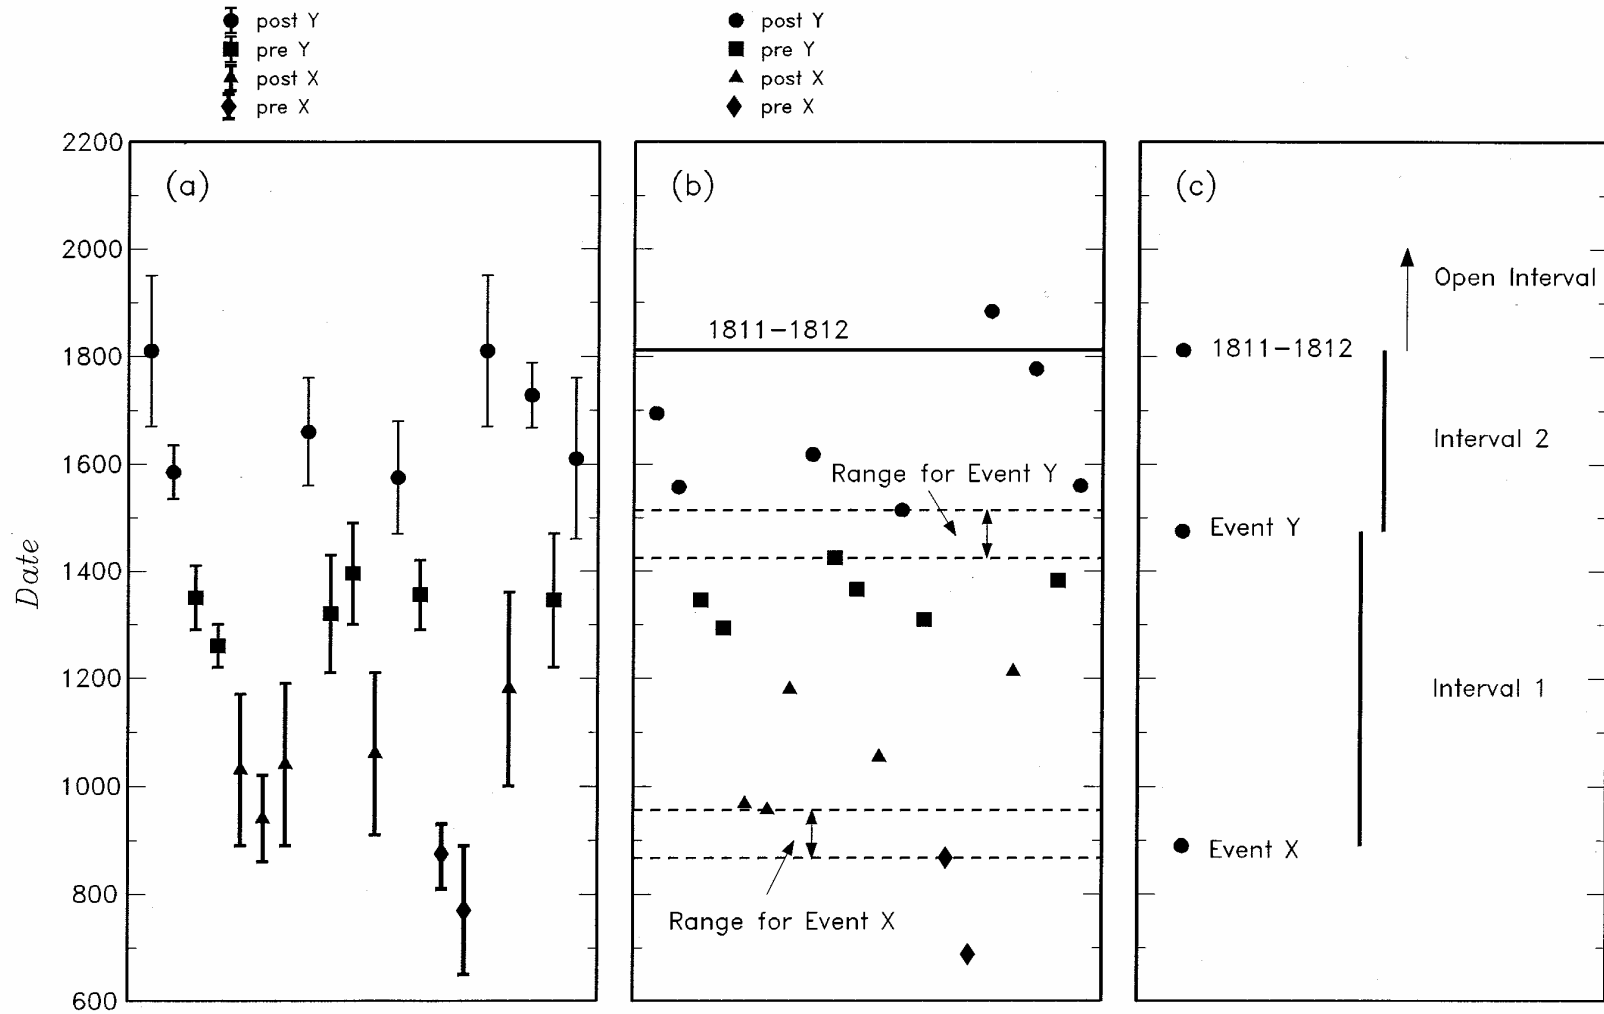 post Y
pre Y
post X
pre X
post Y
pre Y
post X
pre X
2200
2000
1800
1600
1400
1200
1000
800
600
Date
(a)
(b)
1811–1812
Range for Event Y
Range for Event X
(c)
Open Interval
1811–1812
Interval 2
Event Y
Interval 1
Event X